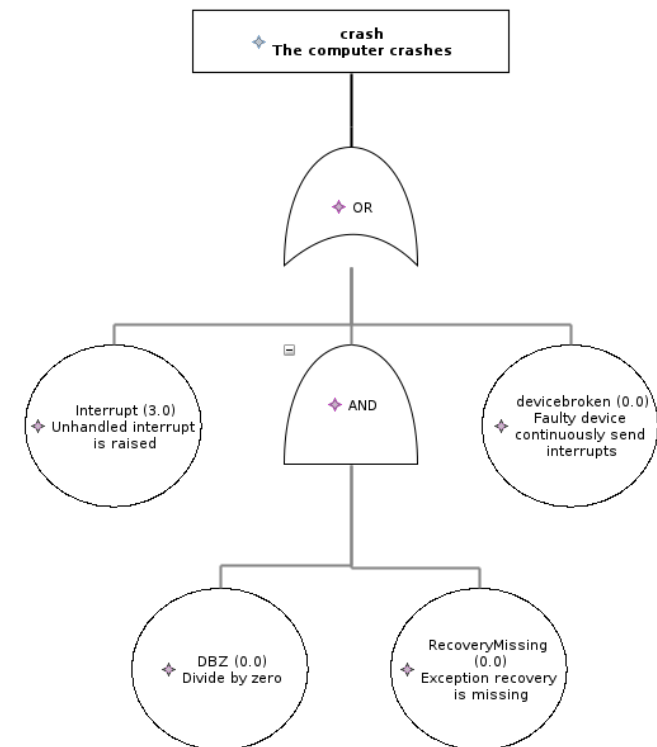 crash
The computer crashes
OR
AND
Interrupt (3.0)
Unhandled interrupt
is raised
devicebroken (0.0)
Faulty device
continuously send
interrupts
DBZ (0.0)
Divide by zero
RecoveryMissing
(0.0)
Exception recovery
is missing